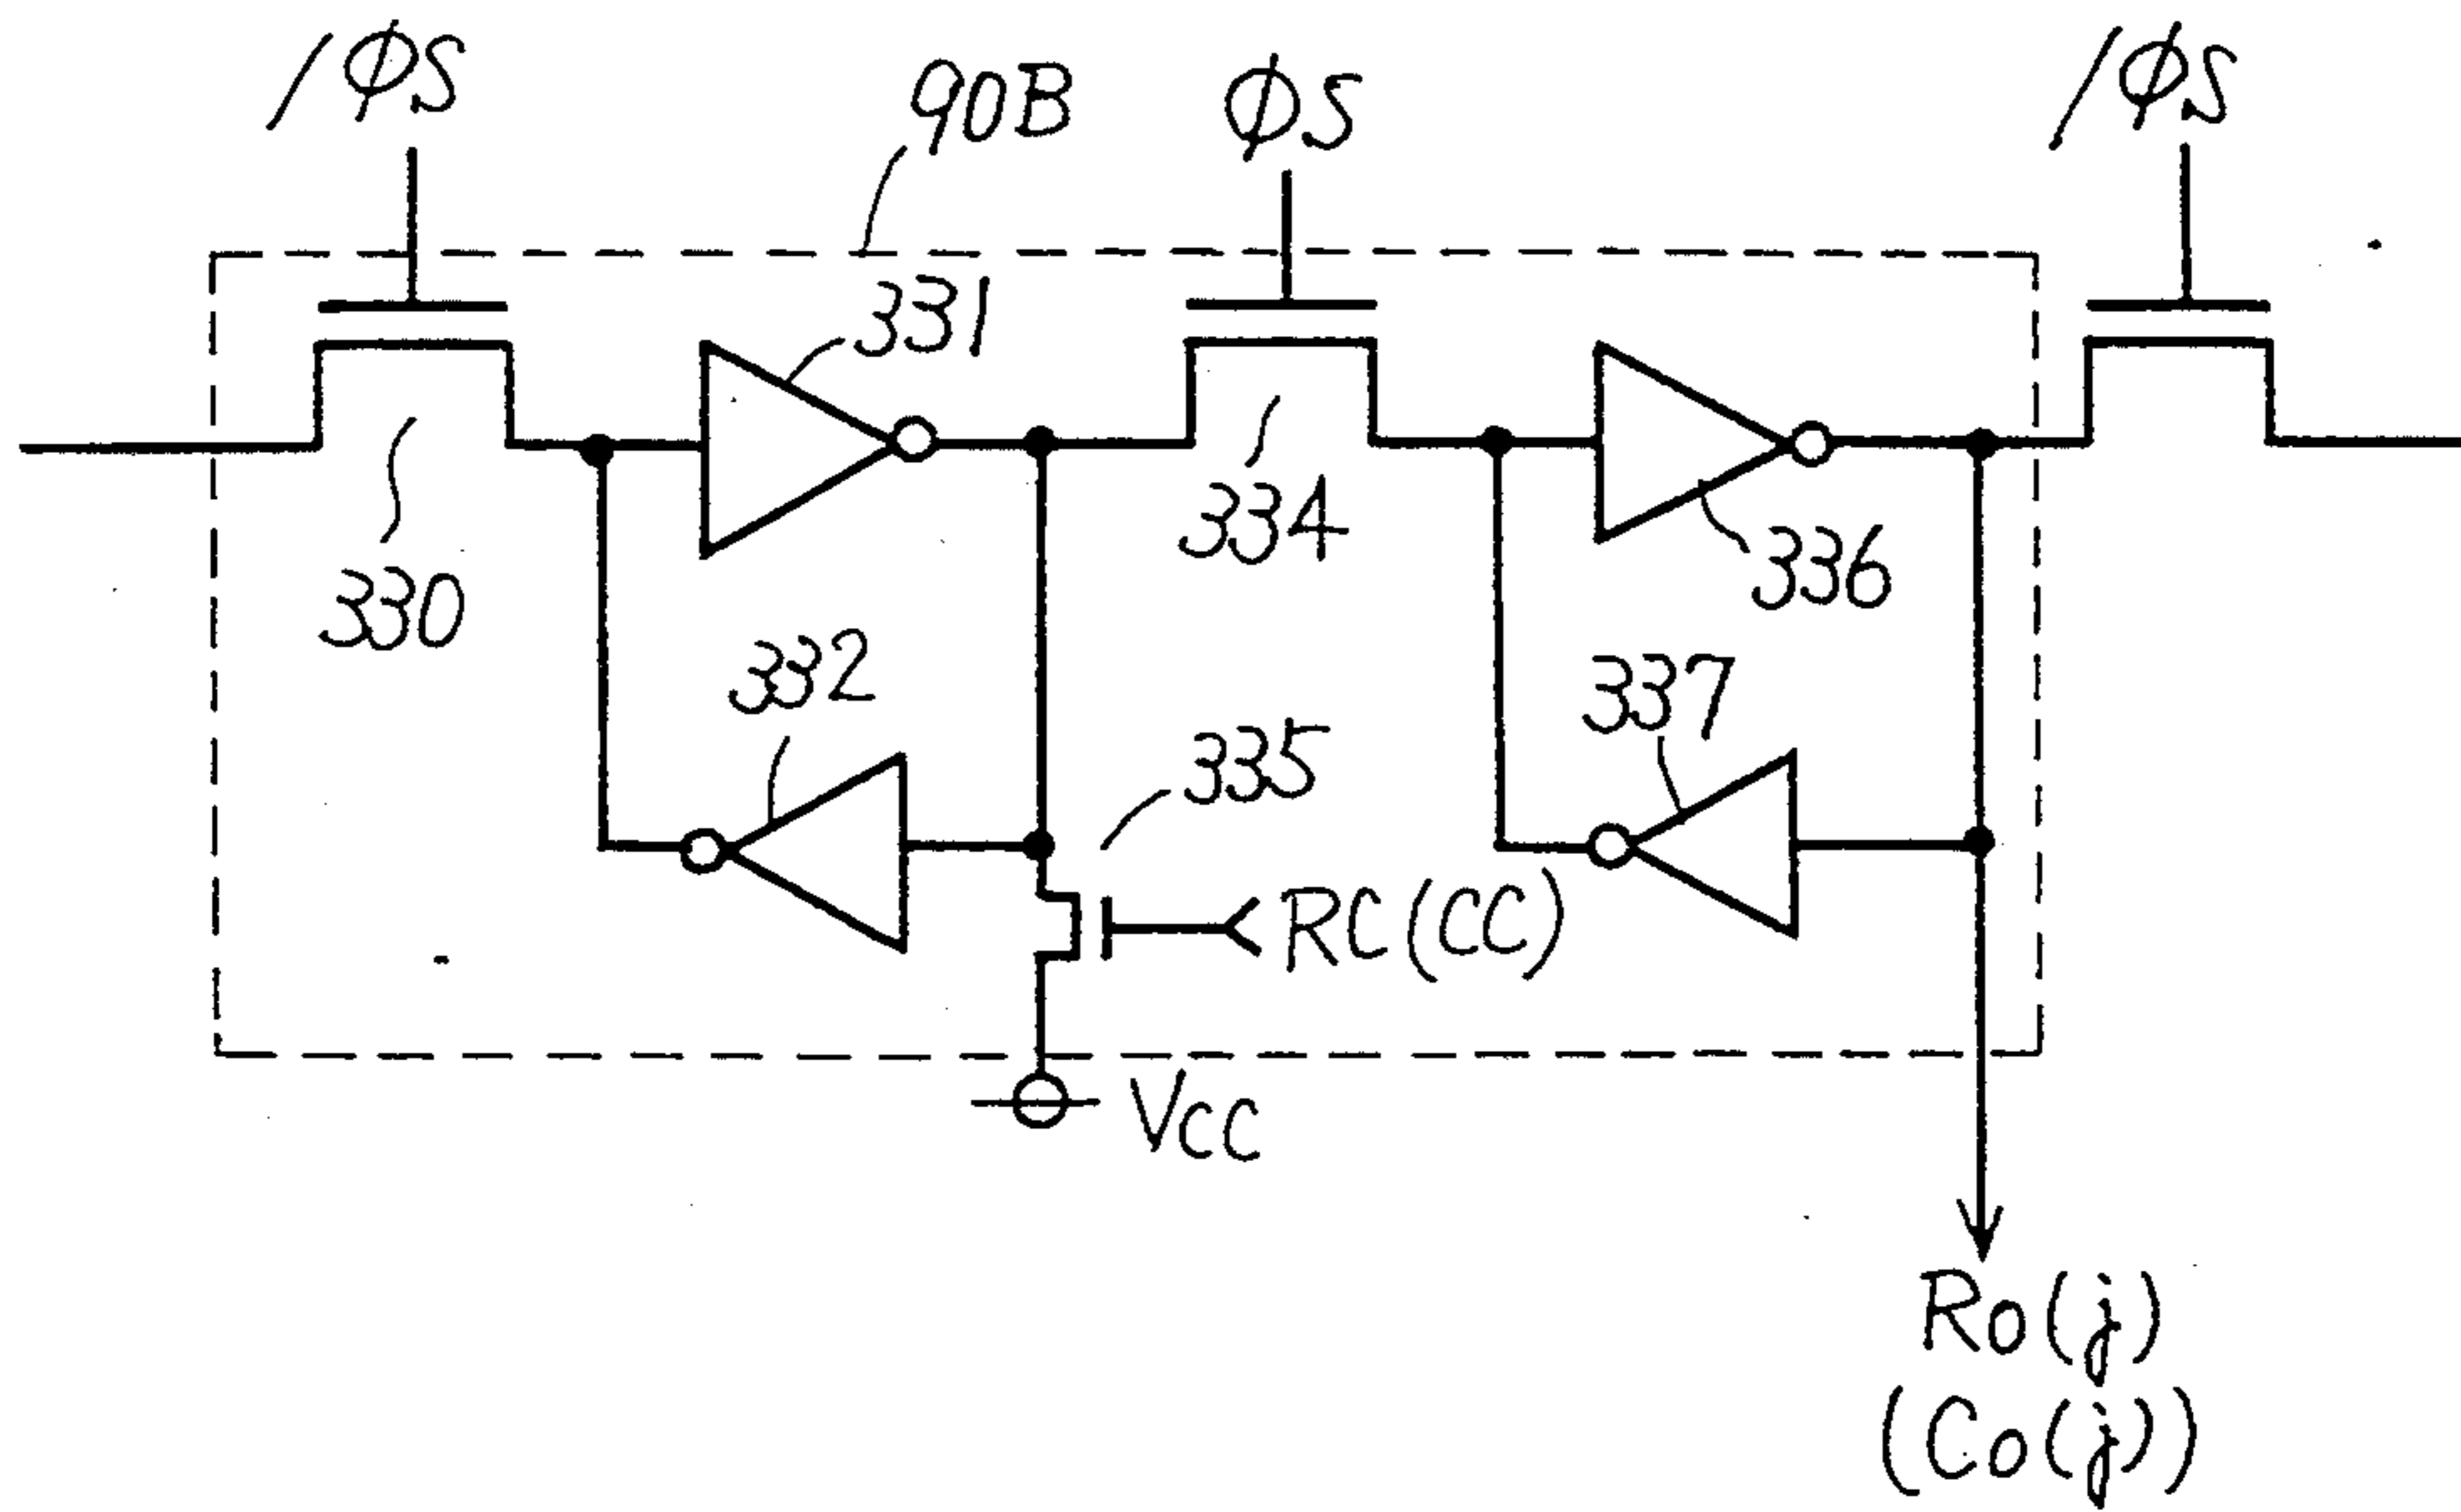 /ϕS
90B
ϕS
/ϕS
331
334
336
330
332
337
335
RC(CC)
VCC
Ro(j)
(Co(j))